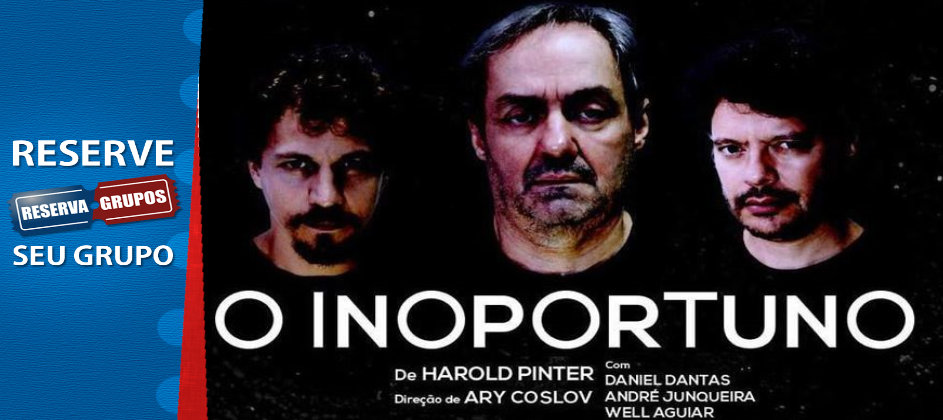 RESERVE
RESERVA GRUPOS
SEU GRUPO
O INOPORTUNO
De HAROLD PINTER
Direção de ARY COSLOV
Com
DANIEL DANTAS
ANDRÉ JUNQUEIRA
WELL AGUIAR